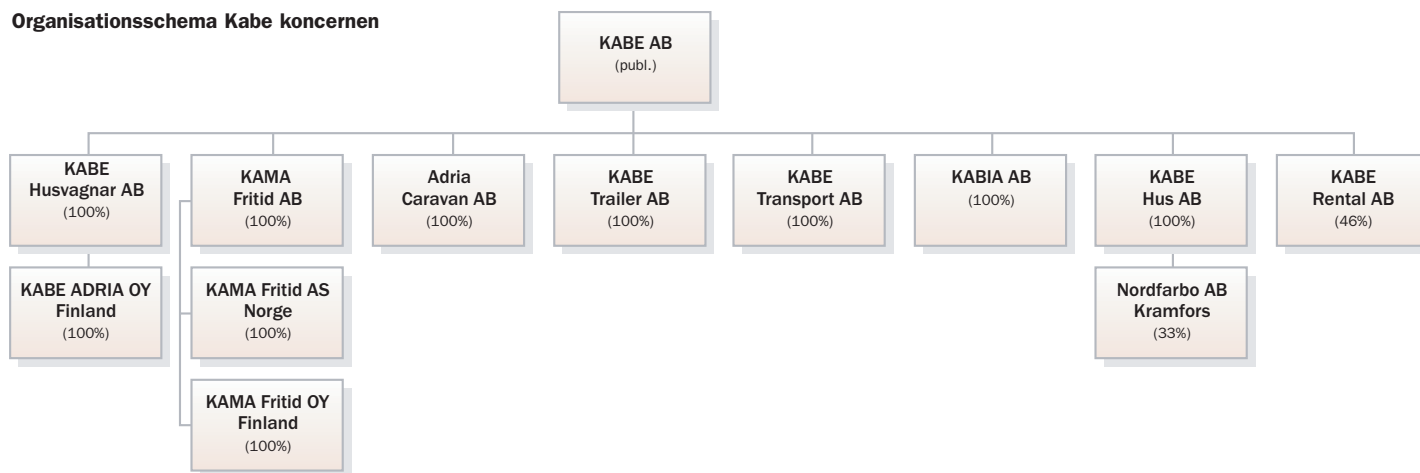 Organisationsschema Kabe koncernen
KABE AB
(publ.)
KABE
Husvagnar AB
(100%)
KAMA
Fritid AB
(100%)
Adria
Caravan AB
(100%)
KABE
Trailer AB
(100%)
KABE
Transport AB
(100%)
KABIA AB
(100%)
KABE
Hus AB
(100%)
KABE
Rental AB
(46%)
KABE ADRIA OY
Finland
(100%)
KAMA Fritid AS
Norge
(100%)
Nordfarbo AB
Kramfors
(33%)
KAMA Fritid OY
Finland
(100%)